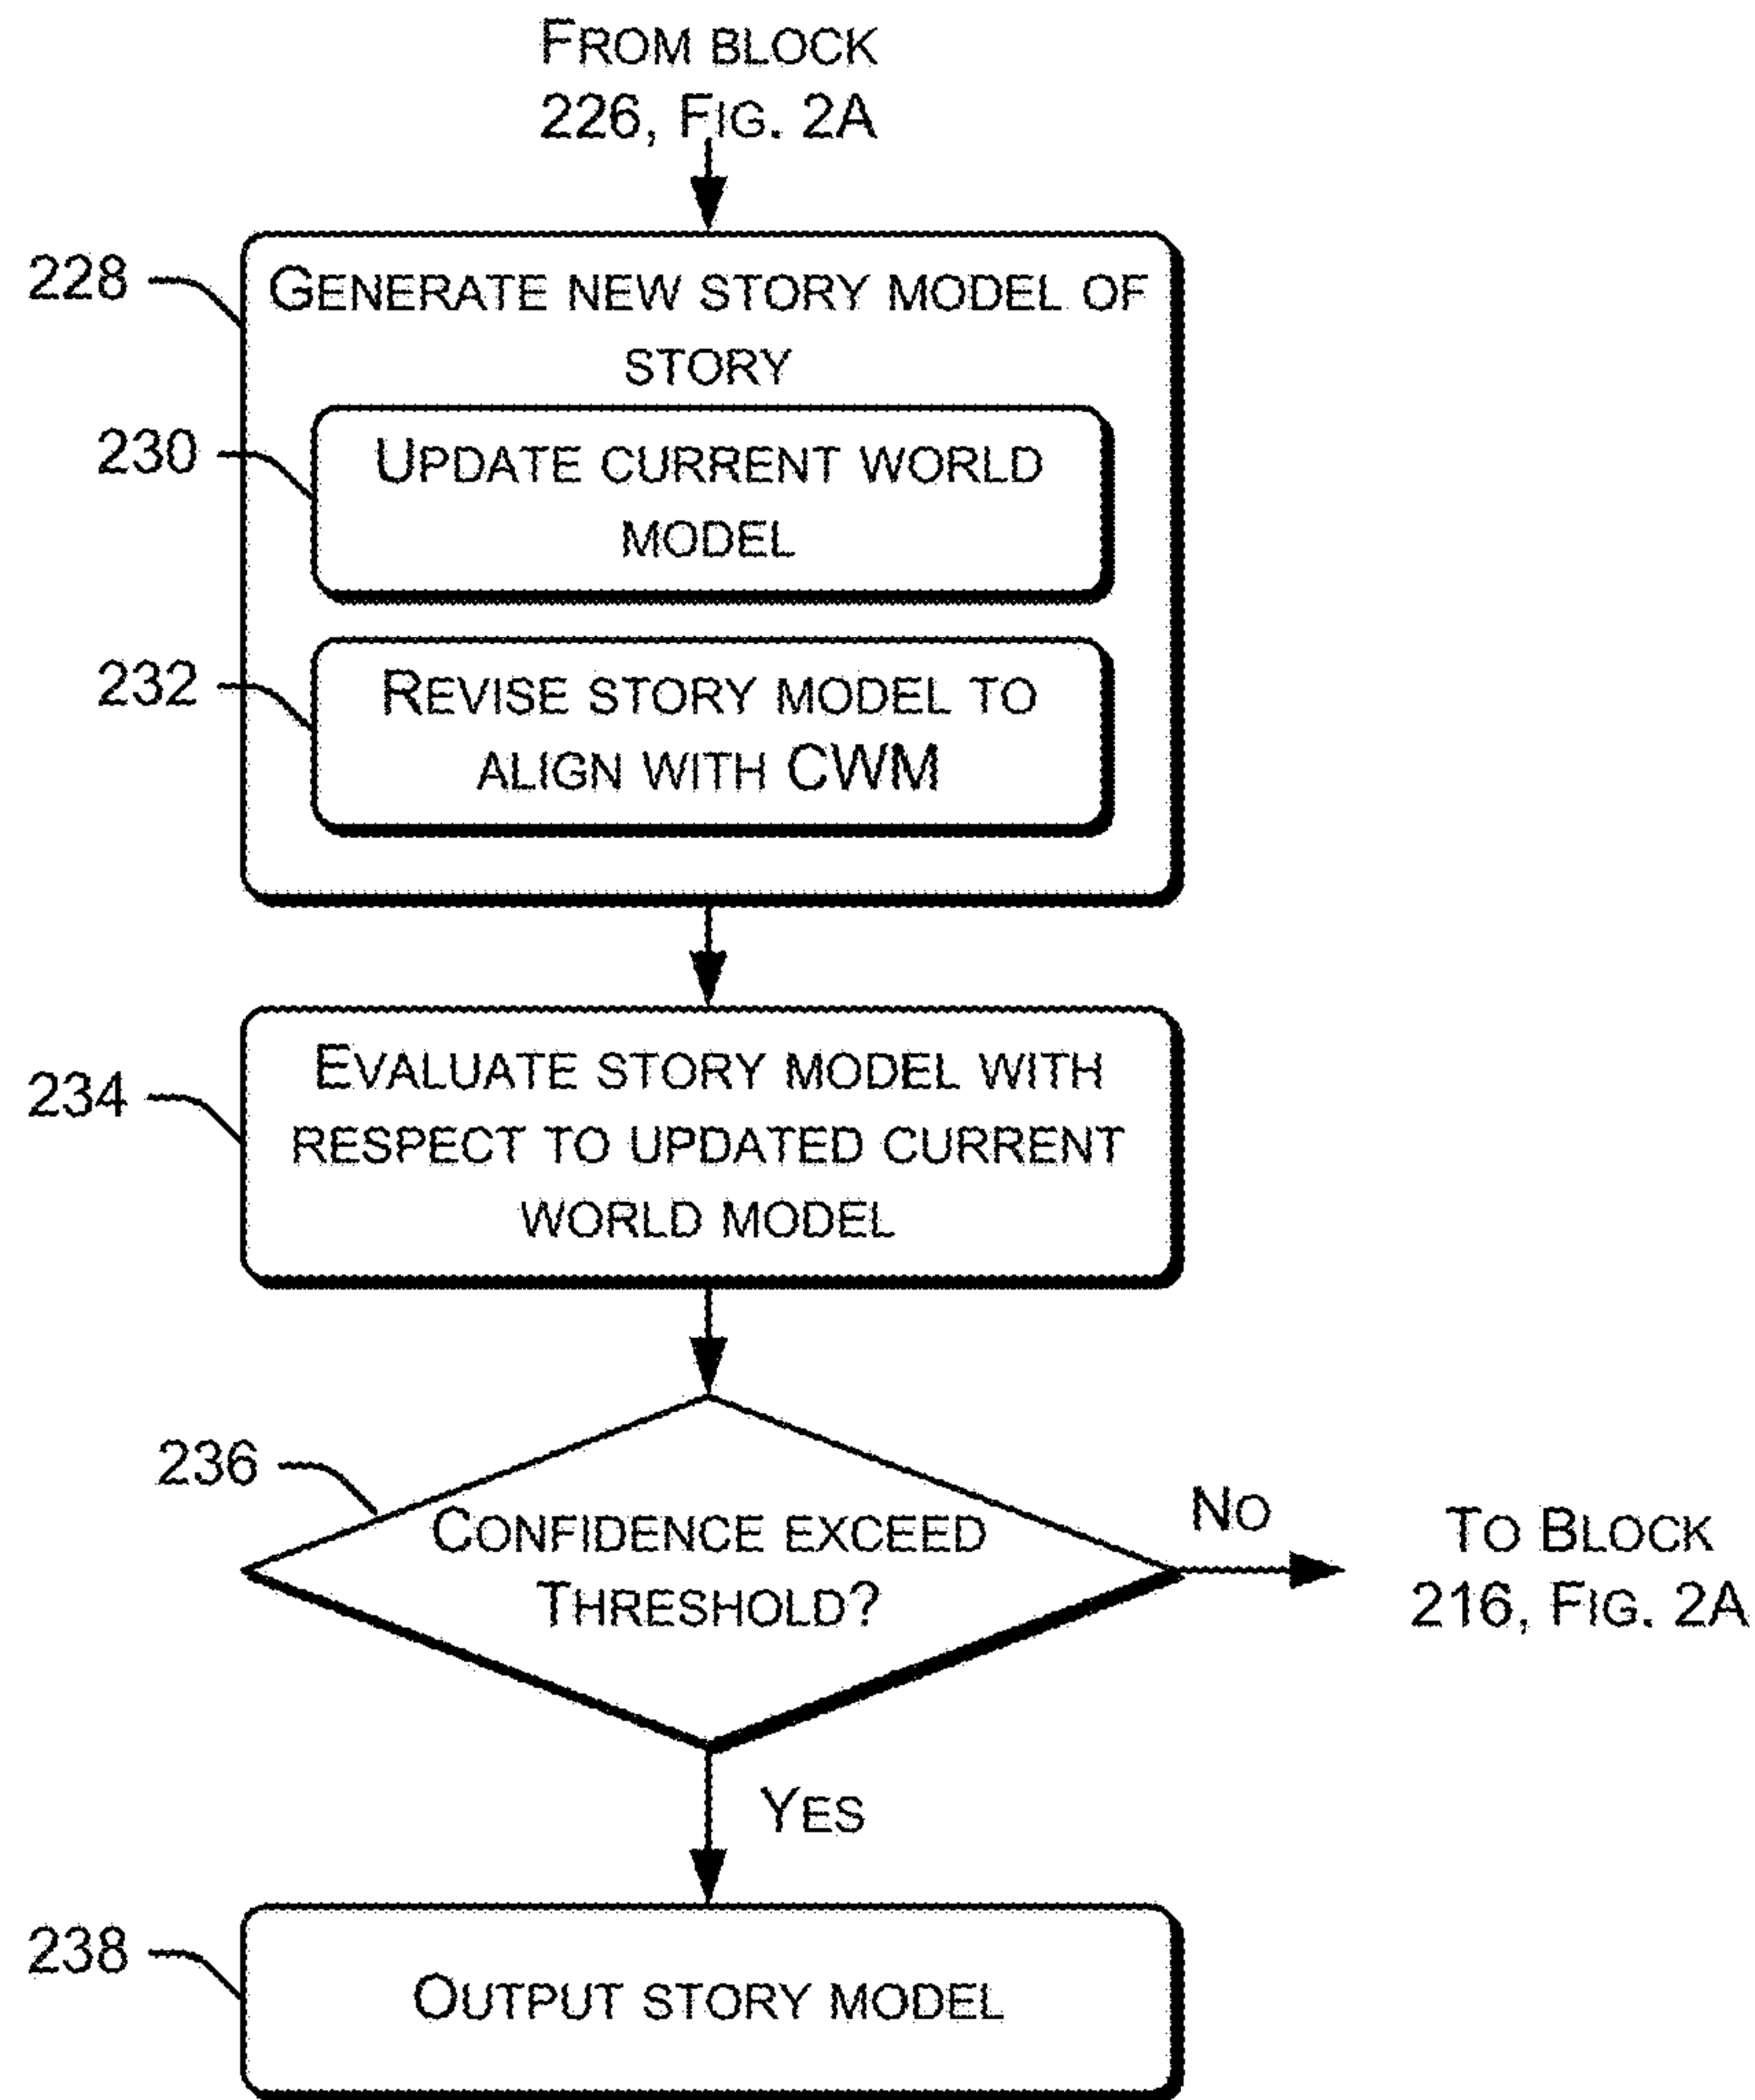 FROM BLOCK
226, FIG. 2A
228
GENERATE NEW STORY MODEL OF
STORY
230
UPDATE CURRENT WORLD
MODEL
232
REVISE STORY MODEL TO
ALIGN WITH CWM
234
EVALUATE STORY MODEL WITH
RESPECT TO UPDATED CURRENT
WORLD MODEL
236
CONFIDENCE EXCEED
THRESHOLD?
NO
TO BLOCK
216, FIG. 2A
YES
238
OUTPUT STORY MODEL